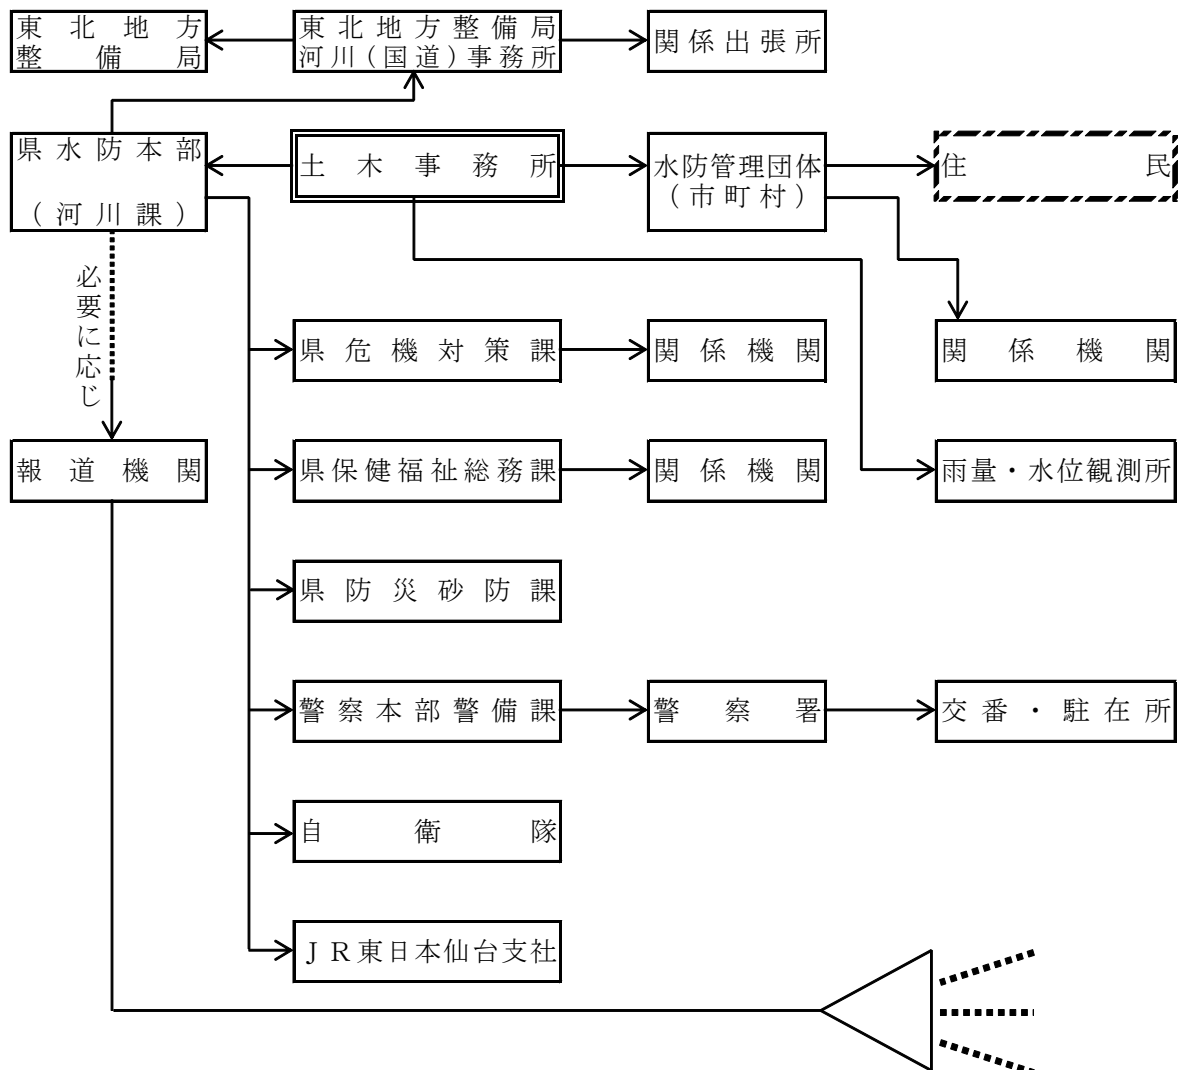 東北地方
整備局
東北地方整備局
河川(国道)事務所
関係出張所
県水防本部
(河川課)
土木事務所
水防管理団体
(市町村)
住民
必要に応じ
県危機対策課
関係機関
関係機関
報道機関
県保健福祉総務課
関係機関
雨量・水位観測所
県防災砂防課
警察本部警備課
警察署
交番・駐在所
自衛隊
JR東日本仙台支社